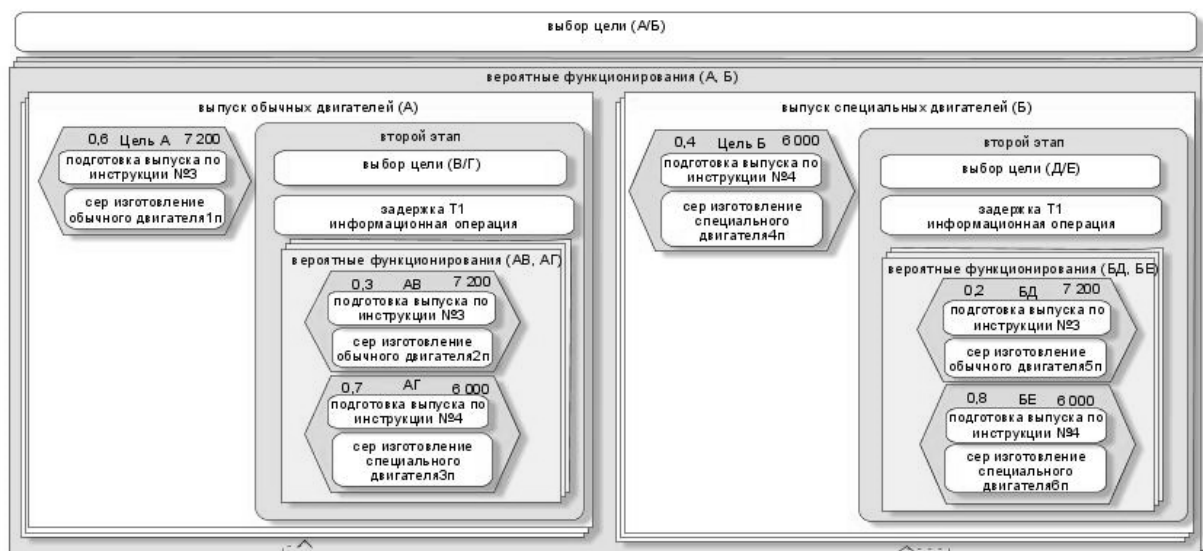 выбор цели (А/Б)
вероятные функционирования (А, Б)
выпуск обычных двигателей (А)
0,6 Цель А 7 200
подготовка выпуска по
инструкции №3
сер изготовление
обычного двигателя1п
второй этап
выбор цели (В/Г)
задержка Т1
информационная операция
вероятные функционирования (АВ, АГ)
0,3 АВ 7 200
подготовка выпуска по
инструкции №3
сер изготовление
обычного двигателя2п
0,7 АГ 6 000
подготовка выпуска по
инструкции №4
сер изготовление
специального
двигателя3п
выпуск специальных двигателей (Б)
0,4 Цель Б 6 000
подготовка выпуска по
инструкции №4
сер изготовление
специального
двигателя4п
второй этап
выбор цели (Д/Е)
задержка Т1
информационная операция
вероятные функционирования (БД, БЕ)
0,2 БД 7 200
подготовка выпуска по
инструкции №3
сер изготовление
обычного двигателя5п
0,8 БЕ 6 000
подготовка выпуска по
инструкции №4
сер изготовление
специального
двигателя6п